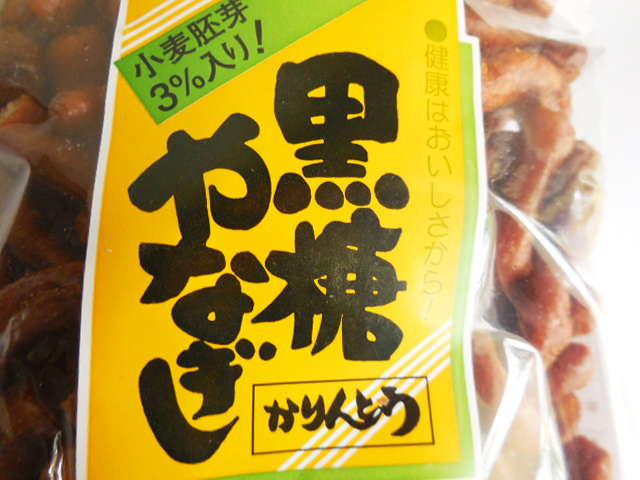 小麦胚芽
3%入り!
●健康はおいしさから!
黒糖
やなぎ
かりんとう